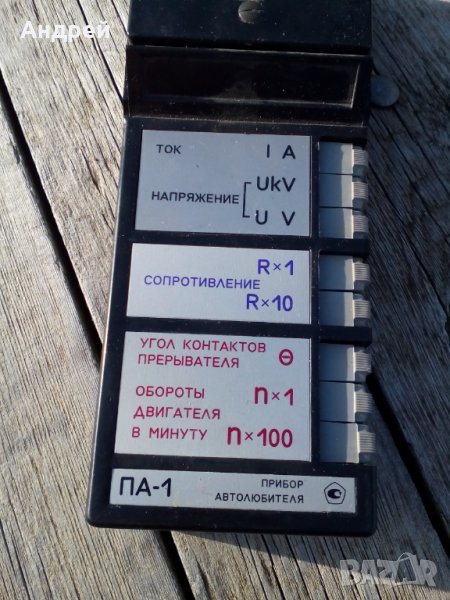 Андрей
ТОК I A
UkV
НАПРЯЖЕНИЕ
U V
R×1
СОПРОТИВЛЕНИЕ
R×10
УГОЛ КОНТАКТОВ
ПРЕРЫВАТЕЛЯ Θ
ОБОРОТЫ n×1
ДВИГАТЕЛЯ
В МИНУТУ n×100
ПА-1 ПРИБОР
АВТОЛЮБИТЕЛЯ
BAZAR